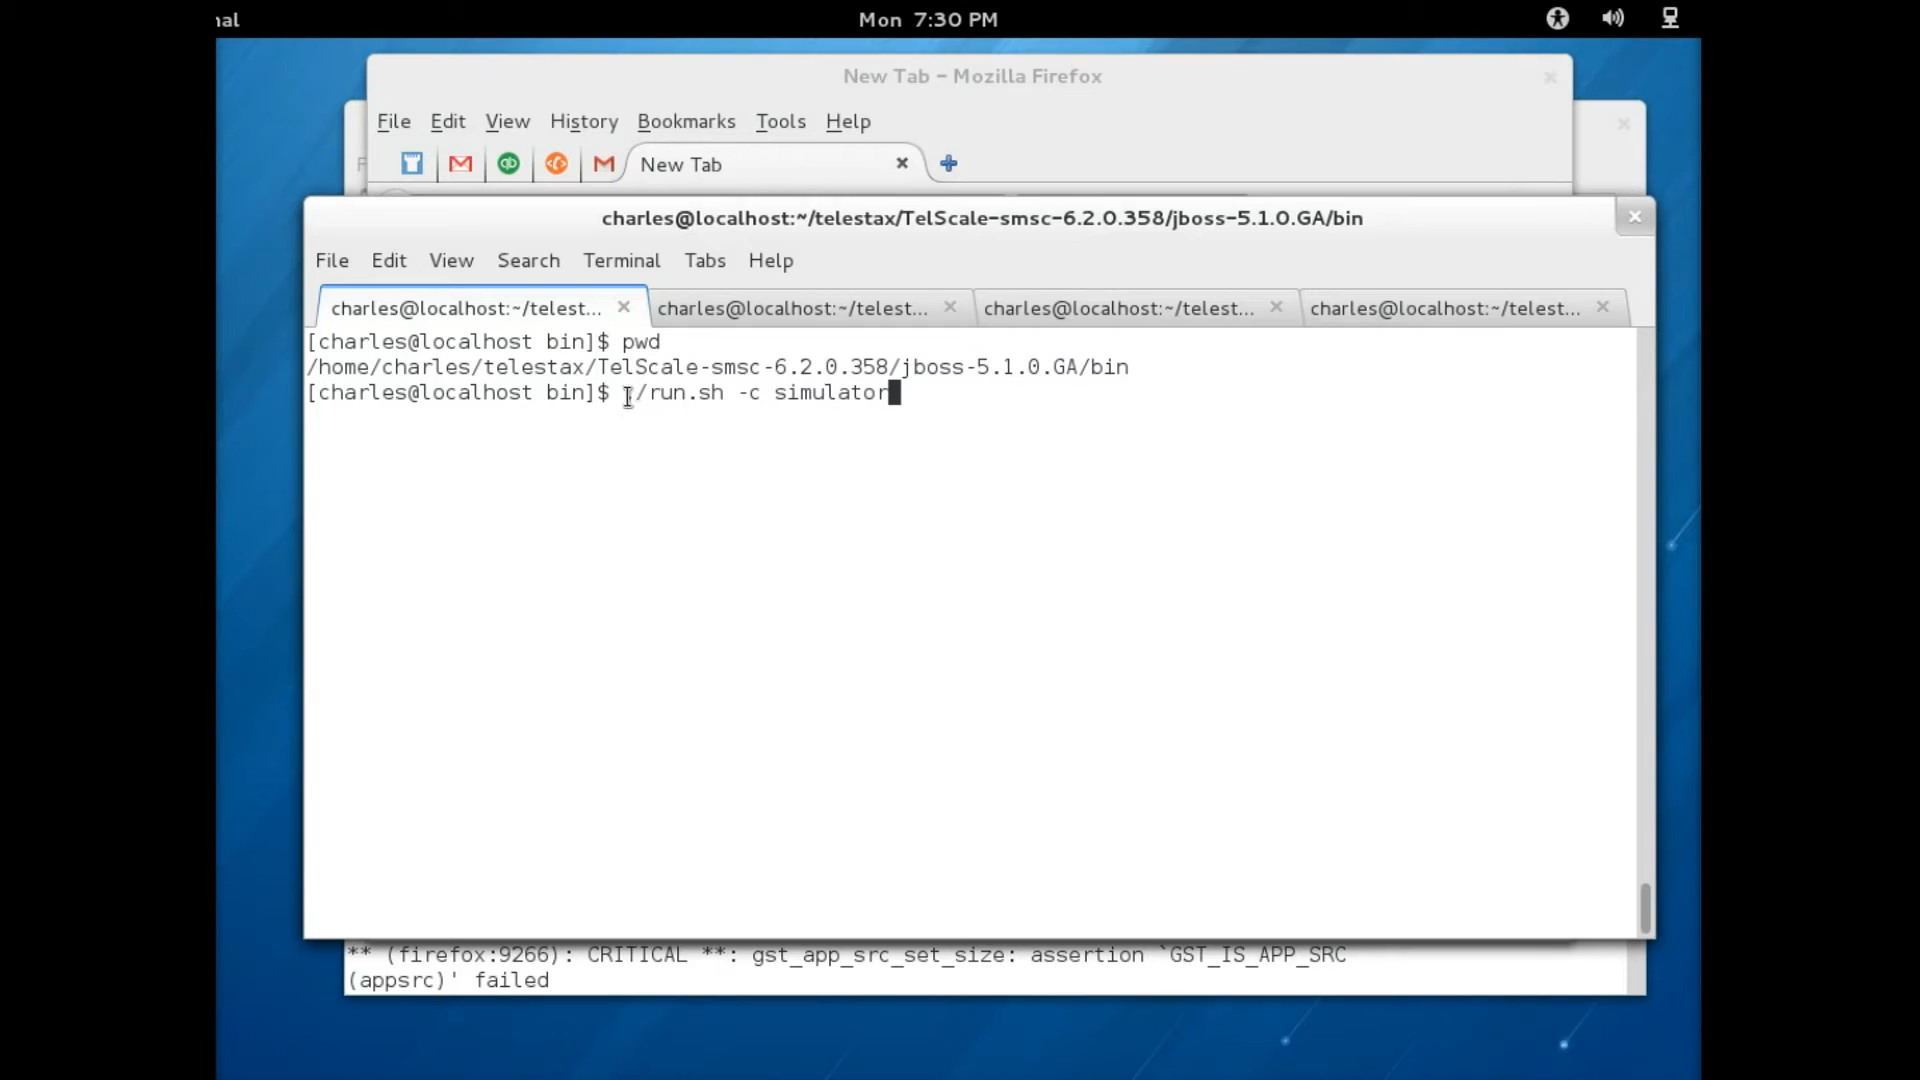 nal Mon 7:30 PM
New Tab - Mozilla Firefox
File Edit View History Bookmarks Tools Help
New Tab
charles@localhost:~/telestax/TelScale-smsc-6.2.0.358/jboss-5.1.0.GA/bin
File Edit View Search Terminal Tabs Help
charles@localhost:~/telest... charles@localhost:~/telest... charles@localhost:~/telest... charles@localhost:~/telest...
[charles@localhost bin]$ pwd
/home/charles/telestax/TelScale-smsc-6.2.0.358/jboss-5.1.0.GA/bin
[charles@localhost bin]$ ./run.sh -c simulator
** (firefox:9266): CRITICAL **: gst_app_src_set_size: assertion `GST_IS_APP_SRC
(appsrc)' failed